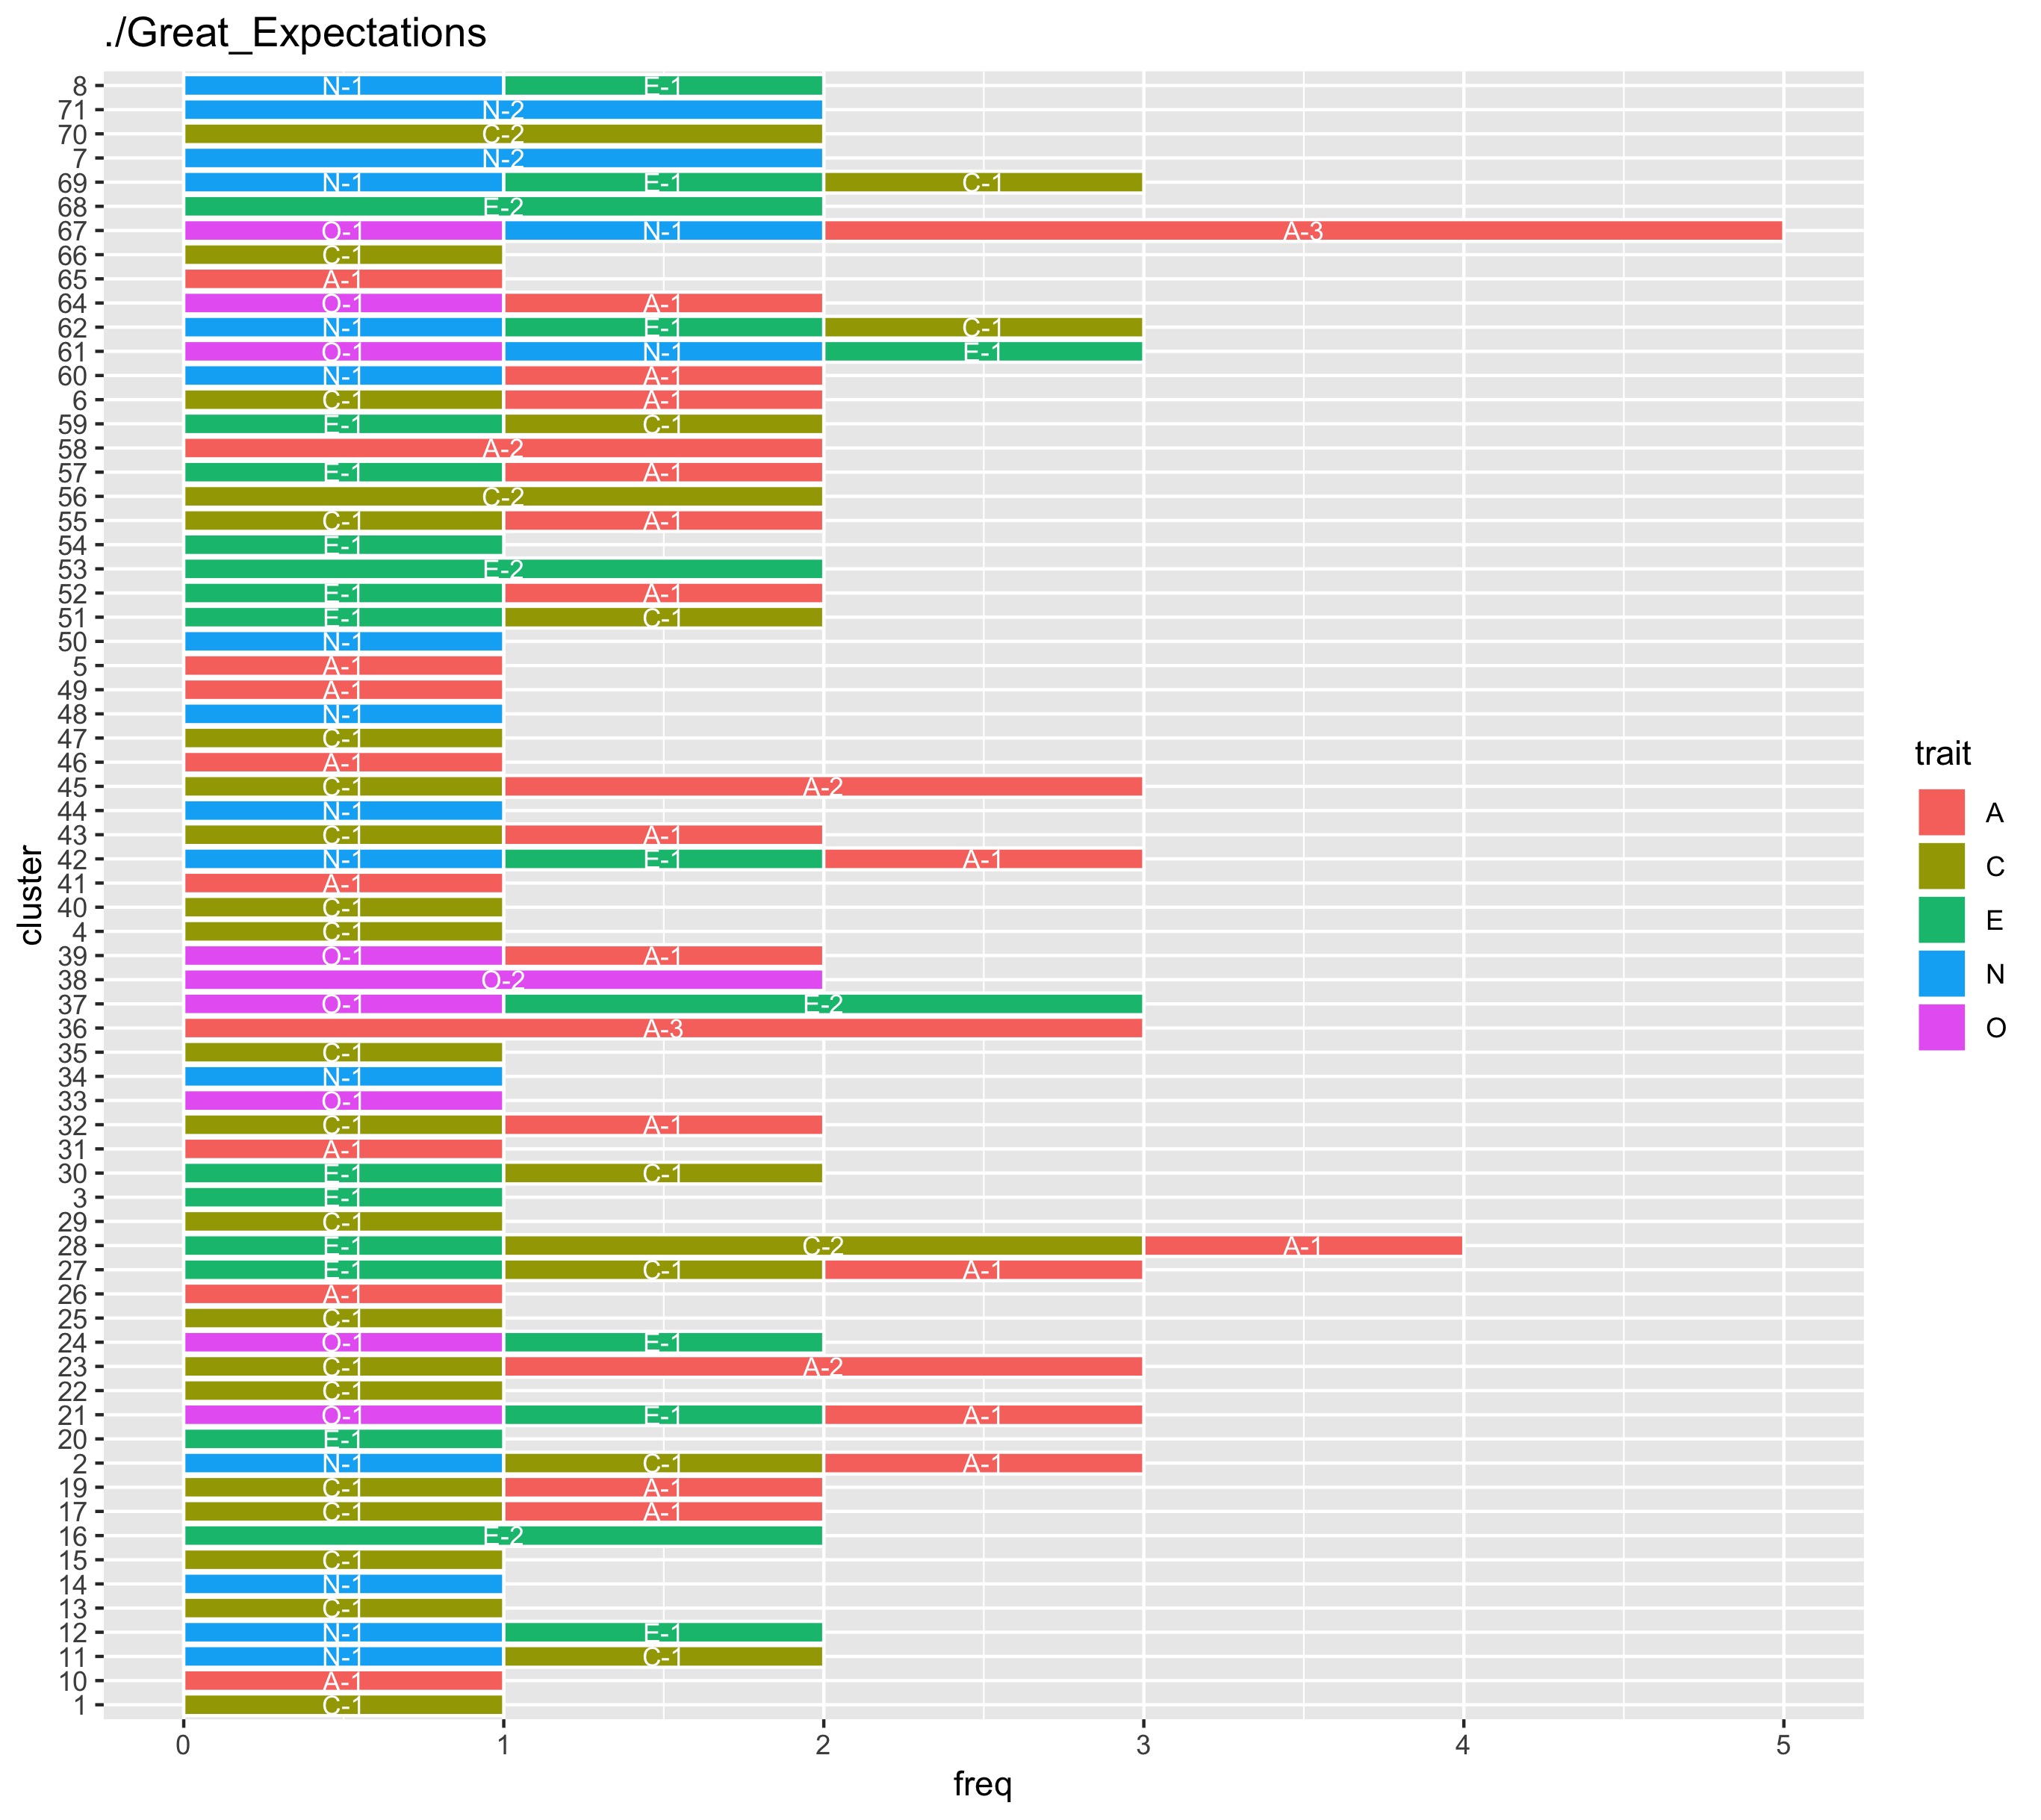 ./Great_Expectations
8 N-1 E-1
71 N-2
70 C-2
7 N-2
69 N-1 E-1 C-1
68 E-2
67 O-1 N-1 A-3
66 C-1
65 A-1
64 O-1 A-1
62 N-1 E-1 C-1
61 O-1 N-1 E-1
60 N-1 A-1
6 C-1 A-1
59 E-1 C-1
58 A-2
57 E-1 A-1
56 C-2
55 C-1 A-1
54 E-1
53 E-2
52 E-1 A-1
51 E-1 C-1
50 N-1
5 A-1
49 A-1
48 N-1
47 C-1
46 A-1
45 C-1 A-2
44 N-1
43 C-1 A-1
42 N-1 E-1 A-1
41 A-1
40 C-1
4 C-1
39 O-1 A-1
38 O-2
37 O-1 E-2
36 A-3
35 C-1
34 N-1
33 O-1
32 C-1 A-1
31 A-1
30 E-1 C-1
3 E-1
29 C-1
28 E-1 C-2 A-1
27 E-1 C-1 A-1
26 A-1
25 C-1
24 O-1 E-1
23 C-1 A-2
22 C-1
21 O-1 E-1 A-1
20 E-1
2 N-1 C-1 A-1
19 C-1 A-1
17 C-1 A-1
16 E-2
15 C-1
14 N-1
13 C-1
12 N-1 E-1
11 N-1 C-1
10 A-1
1 C-1
0 1 2 3 4 5
freq
cluster
trait
A
C
E
N
O